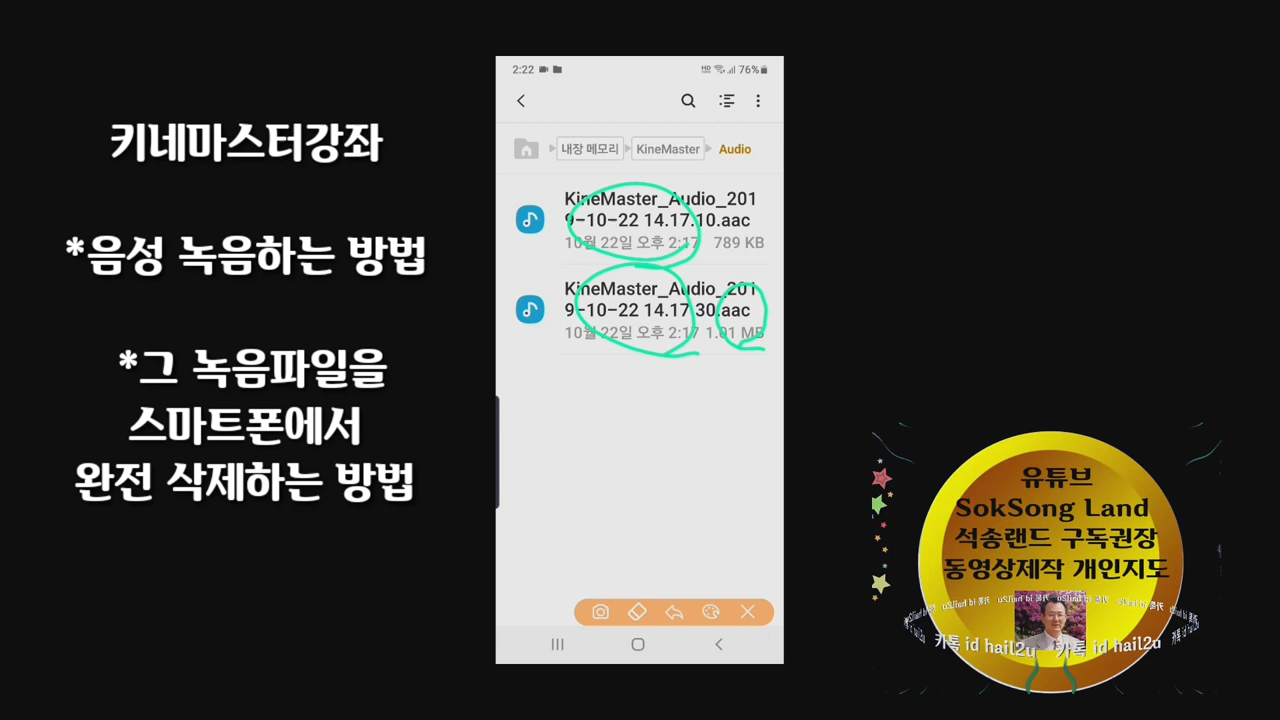 키네마스터강좌
*음성 녹음하는 방법
*그 녹음파일을
스마트폰에서
완전 삭제하는 방법
2:22
76%
내장 메모리
KineMaster
Audio
KineMaster_Audio_201
9-10-22 14.17.10.aac
10월 22일 오후 2:17 789 KB
KineMaster_Audio_201
9-10-22 14.17.30.aac
10월 22일 오후 2:17 1.01 MB
유튜브
SokSong Land
석송랜드 구독권장
동영상제작 개인지도
카톡 id hail2u
카톡 id hail2u